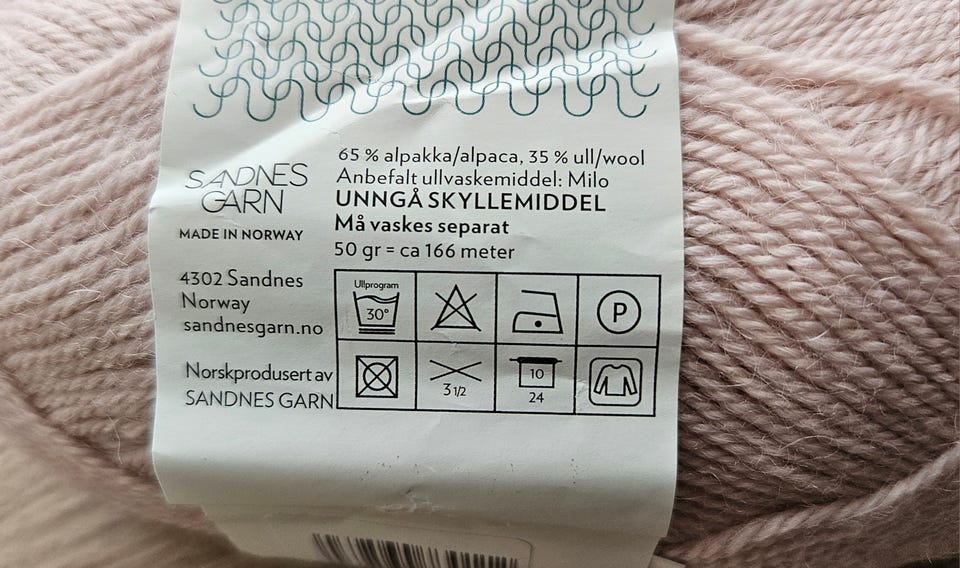 65 % alpakka/alpaca, 35 % ull/wool
Anbefalt ullvaskemiddel: Milo
UNNGÅ SKYLLEMIDDEL
Må vaskes separat
50 gr = ca 166 meter
SANDNES
GARN
MADE IN NORWAY
4302 Sandnes
Norway
sandnesgarn.no
Norskprodusert av
SANDNES GARN
Ullprogram
30°
P
3 1/2
10
24